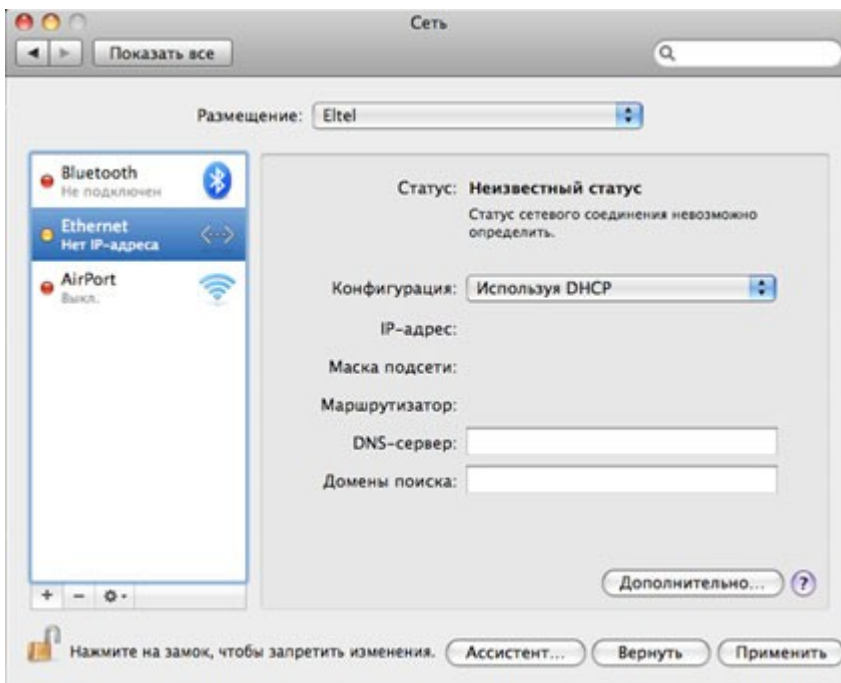 Сеть
Показать все
Размещение: Eltel
Bluetooth
Не подключен
Ethernet
Нет IP-адреса
AirPort
Выкл.
Статус: Неизвестный статус
Статус сетевого соединения невозможно
определить.
Конфигурация: Используя DHCP
IP-адрес:
Маска подсети:
Маршрутизатор:
DNS-сервер:
Домены поиска:
Дополнительно... ?
Нажмите на замок, чтобы запретить изменения. Ассистент... Вернуть Применить